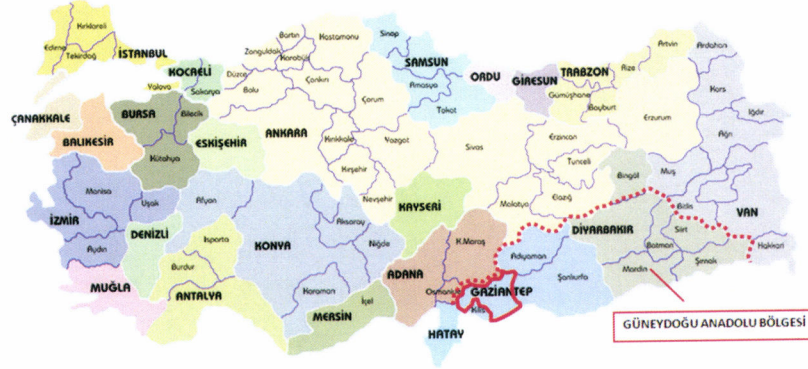 Kırklareli
Edirne
Tekirdağ
İSTANBUL
KOCAELİ
Yalova
Sakarya
Düzce
Bolu
Zonguldak
Bartın
Karabük
Kastamonu
Çankırı
Sinop
SAMSUN
Amasya
Tokat
Çorum
ORDU
GİRESUN
TRABZON
Gümüşhane
Bayburt
Rize
Artvin
Ardahan
Kars
Iğdır
Ağrı
Erzurum
Erzincan
Tunceli
Bingöl
Muş
Bitlis
VAN
Hakkari
ÇANAKKALE
BALIKESİR
BURSA
Bilecik
Kütahya
ESKİŞEHİR
ANKARA
Kırıkkale
Kırşehir
Yozgat
Nevşehir
Sivas
KAYSERİ
Malatya
Elazığ
DİYARBAKIR
Siirt
Batman
Şırnak
Mardin
Manisa
İZMİR
Aydın
Uşak
DENİZLİ
MUĞLA
Afyon
Isparta
Burdur
ANTALYA
KONYA
Aksaray
Niğde
Karaman
İçel
MERSİN
ADANA
K.Maraş
Osmaniye
Adıyaman
GAZİANTEP
Kilis
Şanlıurfa
HATAY
GÜNEYDOĞU ANADOLU BÖLGESİ